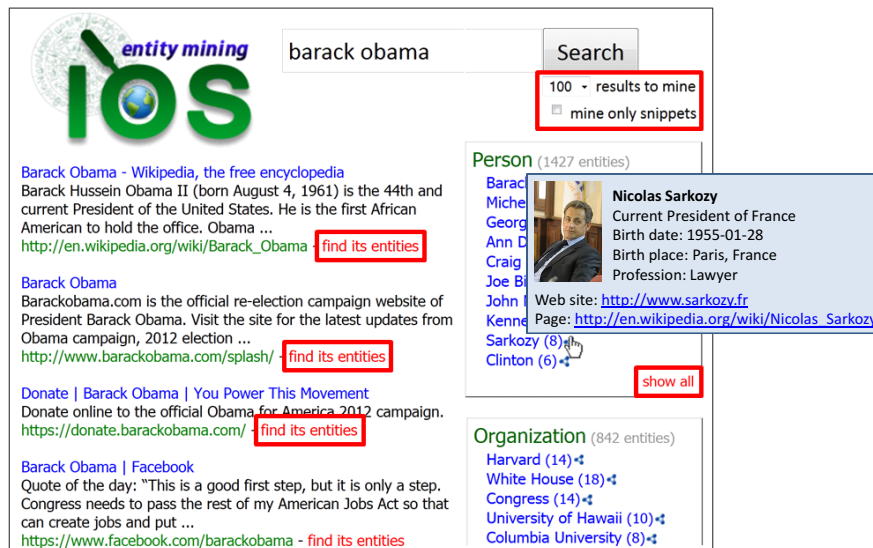 entity mining
IOS
barack obama
Search
100 results to mine
mine only snippets
Barack Obama - Wikipedia, the free encyclopedia
Barack Hussein Obama II (born August 4, 1961) is the 44th and
current President of the United States. He is the first African
American to hold the office. Obama ...
http://en.wikipedia.org/wiki/Barack_Obama - find its entities
Barack Obama
Barackobama.com is the official re-election campaign website of
President Barack Obama. Visit the site for the latest updates from
Obama campaign, 2012 election ...
http://www.barackobama.com/splash/ - find its entities
Donate | Barack Obama | You Power This Movement
Donate online to the official Obama for America 2012 campaign.
https://donate.barackobama.com/ - find its entities
Barack Obama | Facebook
Quote of the day: "This is a good first step, but it is only a step.
Congress needs to pass the rest of my American Jobs Act so that
can create jobs and put ...
https://www.facebook.com/barackobama - find its entities
Person (1427 entities)
Barac
Miche
Georg
Ann D
Craig
Joe Bi
John
Kenne
Sarkozy (8)
Clinton (6)
show all
Nicolas Sarkozy
Current President of France
Birth date: 1955-01-28
Birth place: Paris, France
Profession: Lawyer
Web site: http://www.sarkozy.fr
Page: http://en.wikipedia.org/wiki/Nicolas_Sarkozy
Organization (842 entities)
Harvard (14)
White House (18)
Congress (14)
University of Hawaii (10)
Columbia University (8)